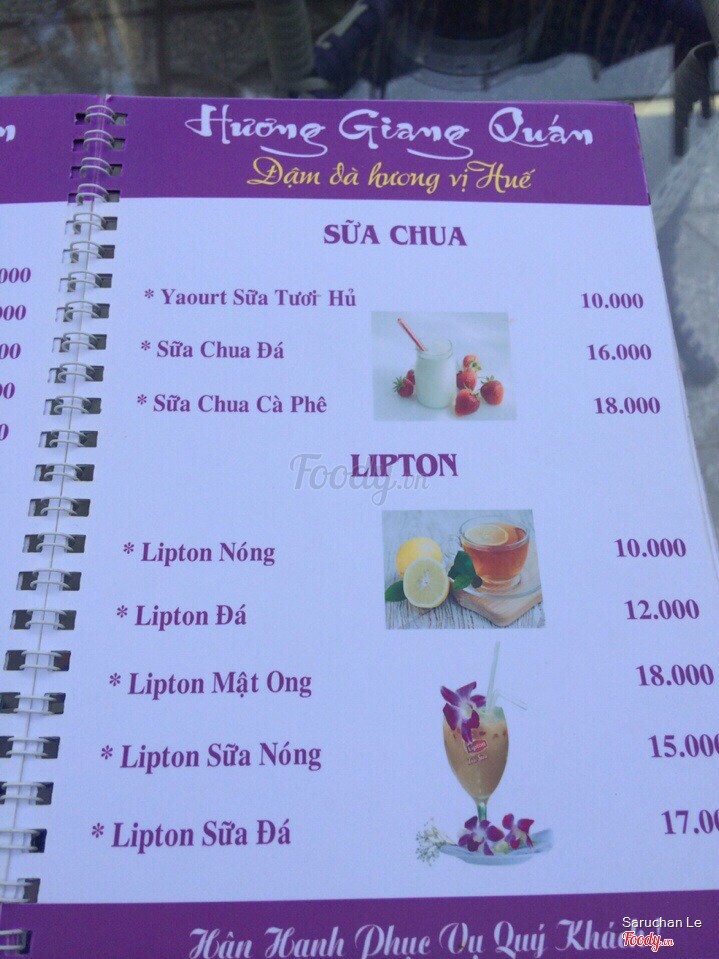 Hương Giang Quán
Đậm đà hương vị Huế
SỮA CHUA
* Yaourt Sữa Tươi Hủ 10.000
* Sữa Chua Đá 16.000
* Sữa Chua Cà Phê 18.000
Foody.vn
LIPTON
* Lipton Nóng 10.000
* Lipton Đá 12.000
* Lipton Mật Ong 18.000
Lipton
* Lipton Sữa Nóng 15.000
* Lipton Sữa Đá 17.0
Hân Hạnh Phục Vụ Quý Khách
Saruchan Le
Foody.vn